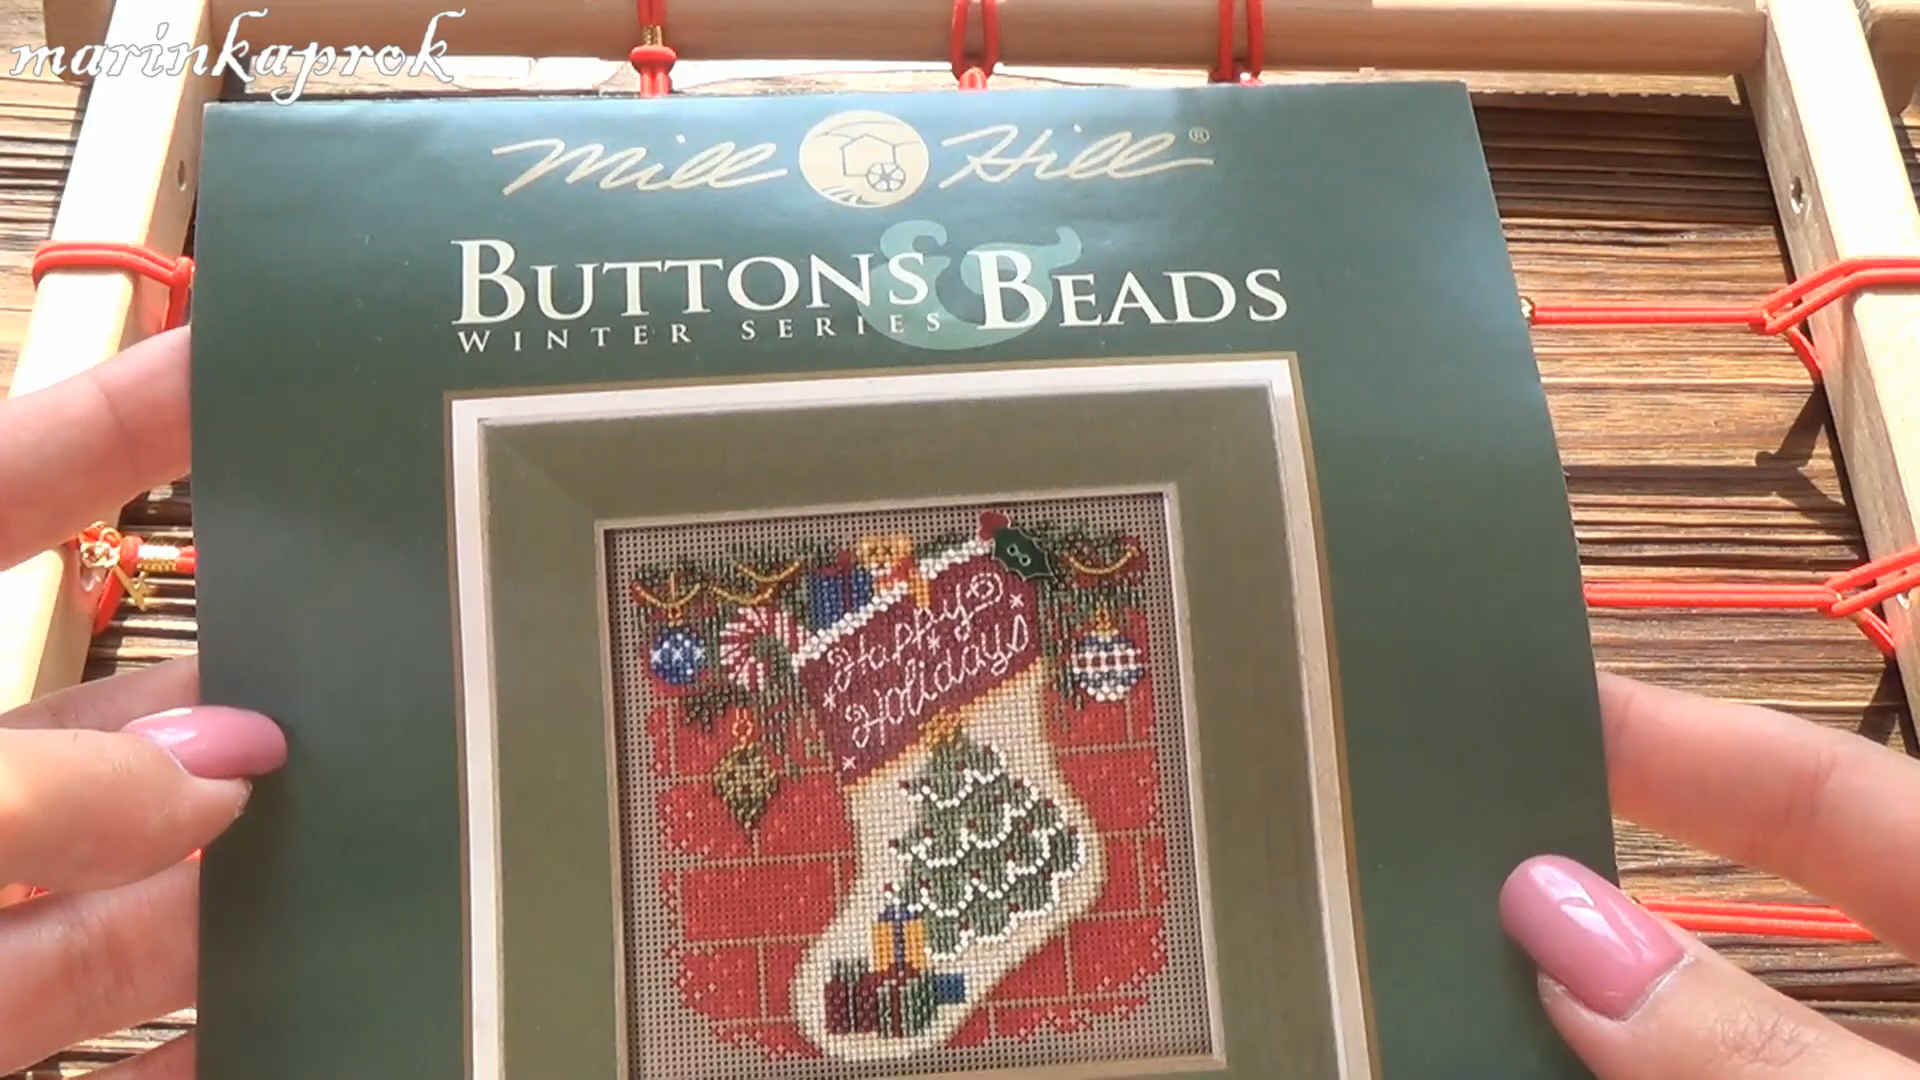 marinkaprok
Mill Hill®
BUTTONS & BEADS
WINTER SERIES
Happy
Holidays